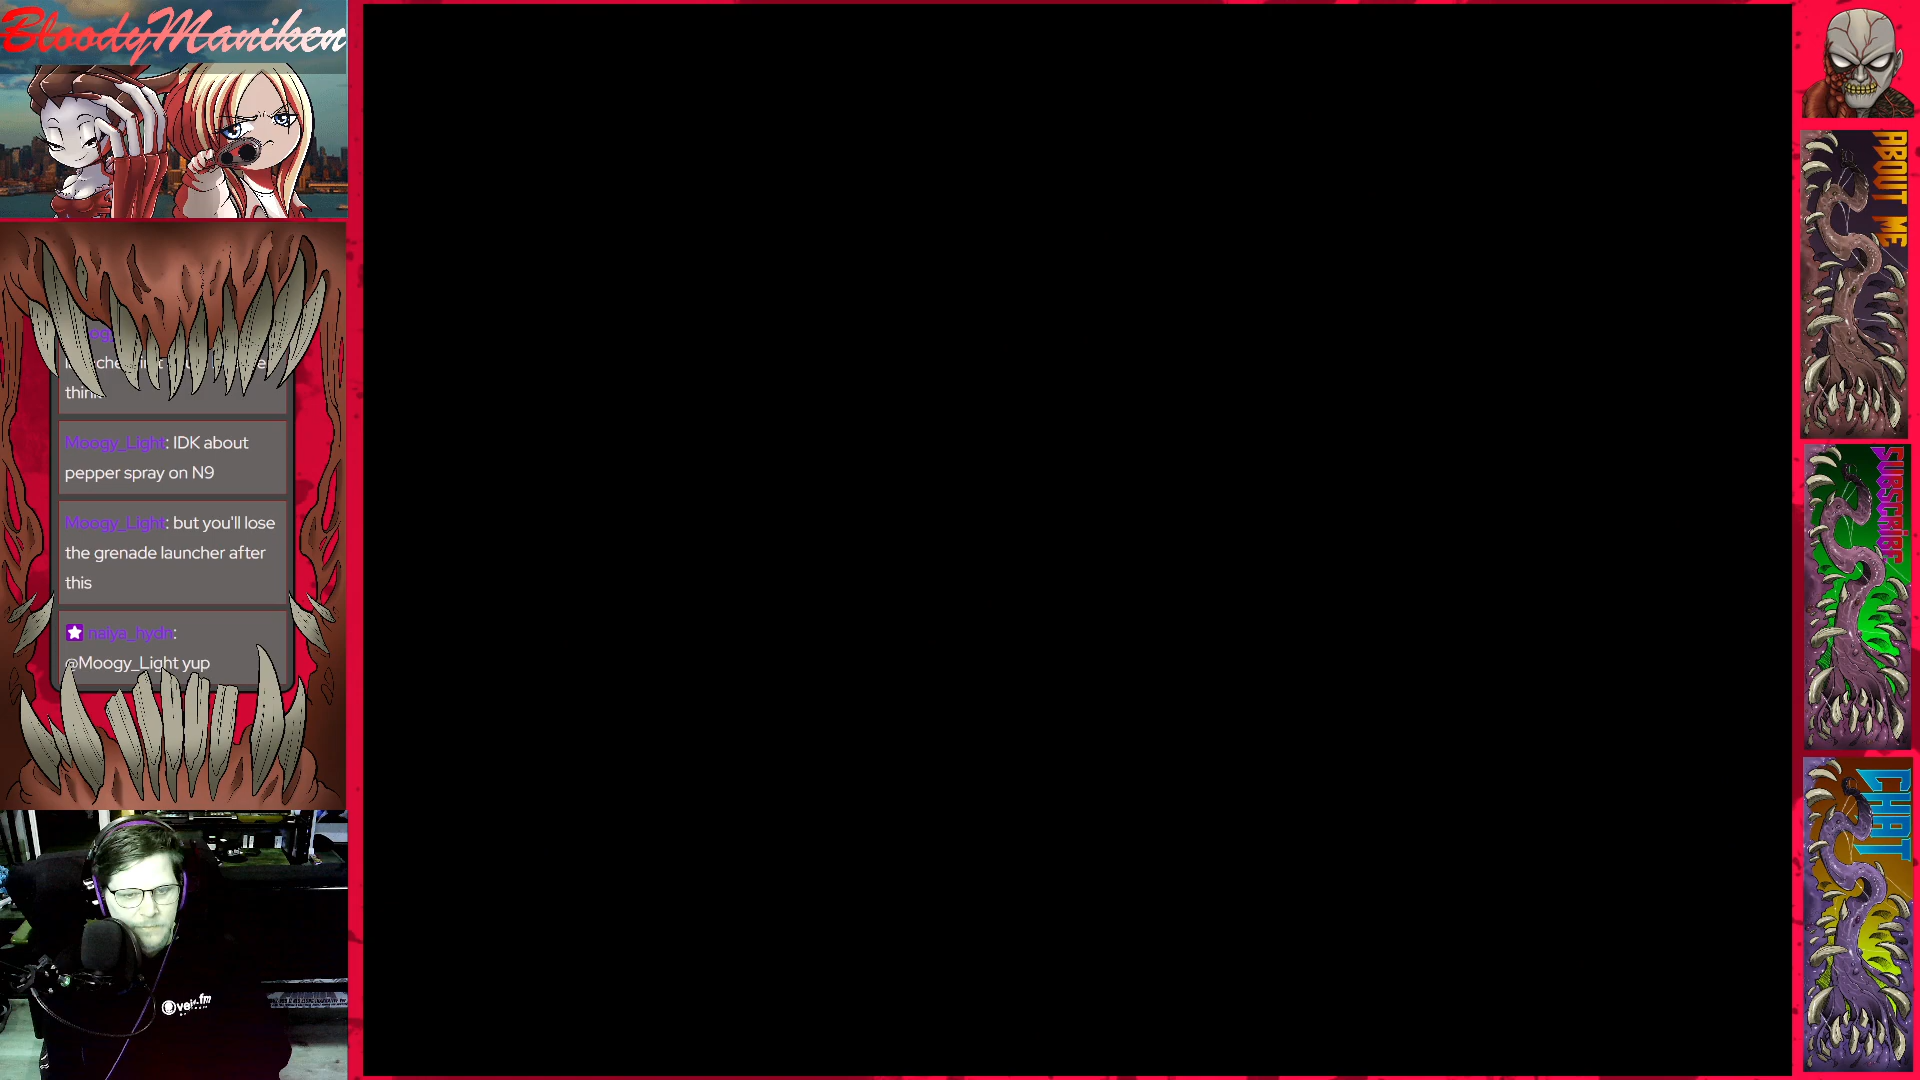 BloodyManiken
think
Moogy_Light: IDK about
pepper spray on N9
Moogy_Light: but you'll lose
the grenade launcher after
this
naiya_hydn:
@Moogy_Light yup
ABOUT ME
SUBSCRIBE
CHAT